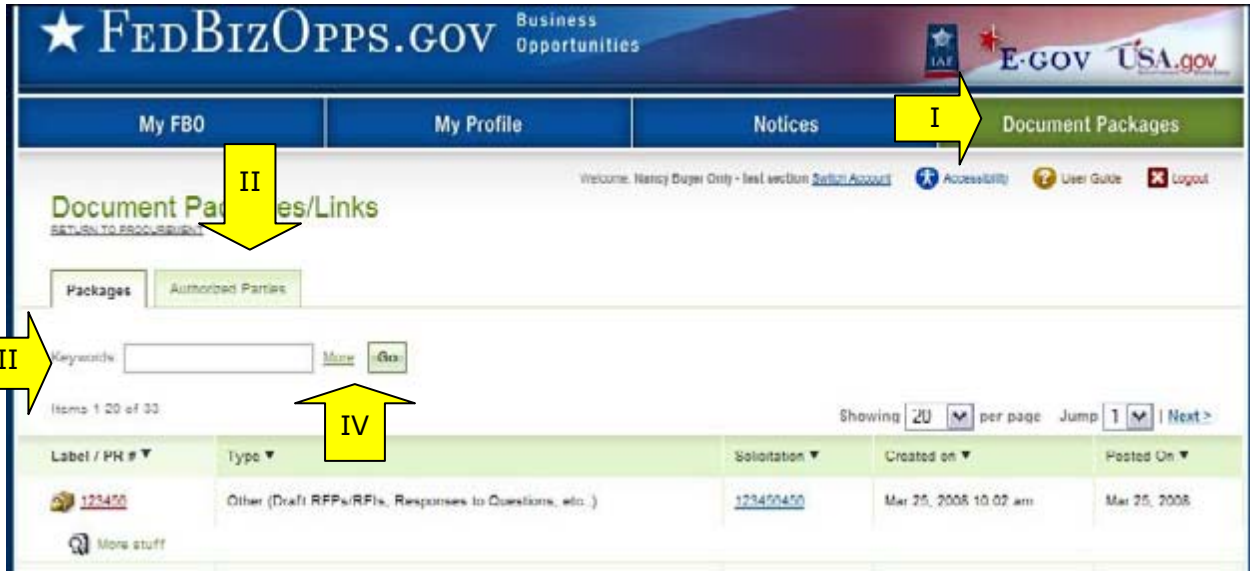 ★ FEDBIZOPPS.GOV Business Opportunities
IAE E-GOV USA.gov
My FBO My Profile Notices I Document Packages
II
Welcome, Nancy Buyer Only - test section Switch Account Accessibility User Guide Logout
Document Pa es/Links
RETURN TO PROCUREMENT
Packages Authorized Parties
II Keywords More Go
IV
Items 1-20 of 33 Showing 20 per page Jump 1 | Next >
Label / PR # ▼ Type ▼ Solicitation ▼ Created on ▼ Posted On ▼
123450 Other (Draft RFPs/RFIs, Responses to Questions, etc..) 123450450 Mar 25, 2008 10:02 am Mar 25, 2008
More stuff